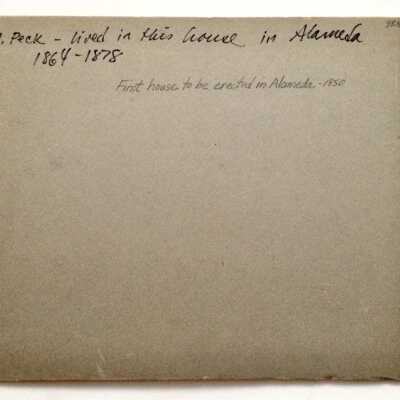 . Peck - lived in this house in Alameda
1864-1878
First house to be erected in Alameda - 1850